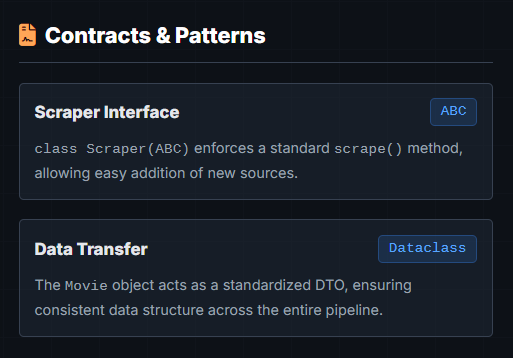 Contracts & Patterns
Scraper Interface
ABC
class Scraper(ABC) enforces a standard scrape() method,
allowing easy addition of new sources.
Data Transfer
Dataclass
The Movie object acts as a standardized DTO, ensuring
consistent data structure across the entire pipeline.